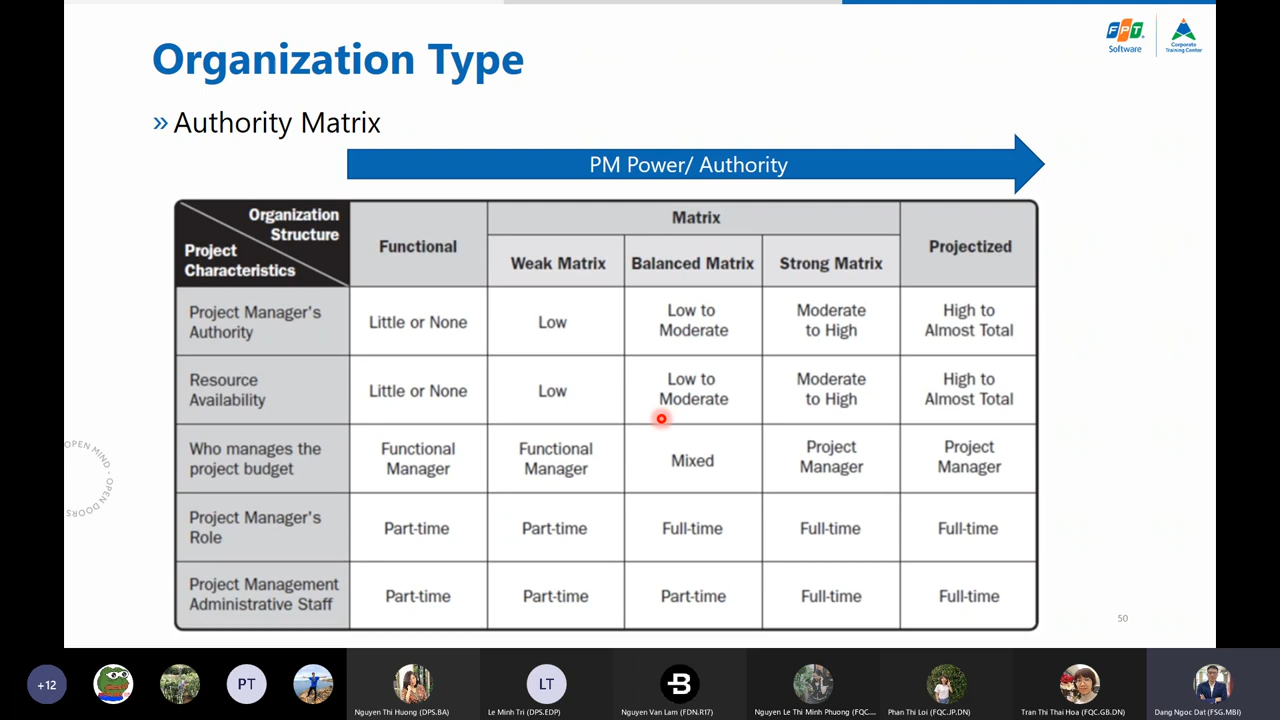 FPT
Software
Corporate
Training Center
Organization Type
» Authority Matrix
PM Power/ Authority
Organization
Structure
Project
Characteristics
Functional
Matrix
Weak Matrix
Balanced Matrix
Strong Matrix
Projectized
Project Manager's
Authority
Little or None
Low
Low to
Moderate
Moderate
to High
High to
Almost Total
Resource
Availability
Little or None
Low
Low to
Moderate
Moderate
to High
High to
Almost Total
Who manages the
project budget
Functional
Manager
Functional
Manager
Mixed
Project
Manager
Project
Manager
Project Manager's
Role
Part-time
Part-time
Full-time
Full-time
Full-time
Project Management
Administrative Staff
Part-time
Part-time
Part-time
Full-time
Full-time
OPEN MIND - OPEN DOORS
50
+12
PT
Nguyen Thi Huong (DPS.BA)
LT
Le Minh Tri (DPS.EDP)
B
Nguyen Van Lam (FDN.R17)
Nguyen Le Thi Minh Phuong (FQC....
Phan Thi Loi (FQC.JP.DN)
Tran Thi Thai Hoa (FQC.GB.DN)
Dang Ngoc Dat (FSG.MBI)